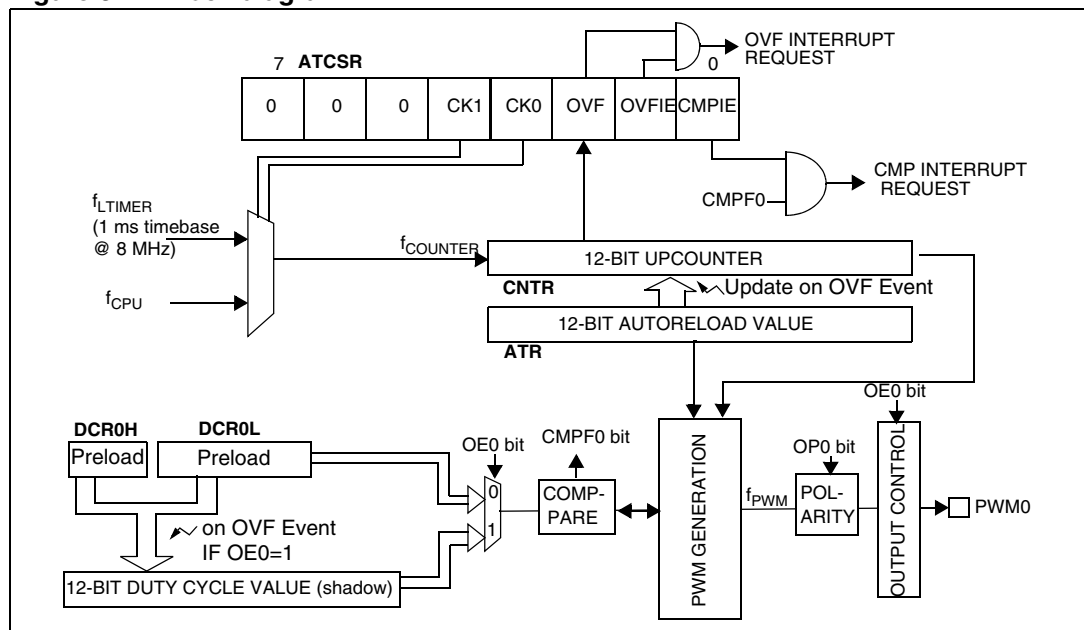 OVF INTERRUPT
REQUEST
7 ATCSR
0
0 0 0 CK1 CK0 OVF OVFIE CMPIE
CMP INTERRUPT
REQUEST
CMPF0
fLTIMER
(1 ms timebase
@ 8 MHz)
fCOUNTER
12-BIT UPCOUNTER
CNTR
Update on OVF Event
fCPU
12-BIT AUTORELOAD VALUE
ATR
OE0 bit
DCR0H
DCR0L
Preload
Preload
OE0 bit
CMPF0 bit
OP0 bit
0
1
COMP-
PARE
PWM GENERATION
fPWM
POL-
ARITY
OUTPUT CONTROL
PWM0
on OVF Event
IF OE0=1
12-BIT DUTY CYCLE VALUE (shadow)